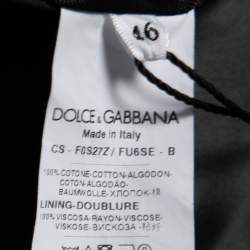 46
DOLCE & GABBANA
Made in Italy
CS - F0S27Z / FU6SE - B
100% COTONE-COTTON-ALGODON
COTON-ALGODÃO-
BAUMWOLLE-ХЛОПОК-棉
LINING-DOUBLURE
100% VISCOSA-RAYON-VISCOSE
VISKOSE-